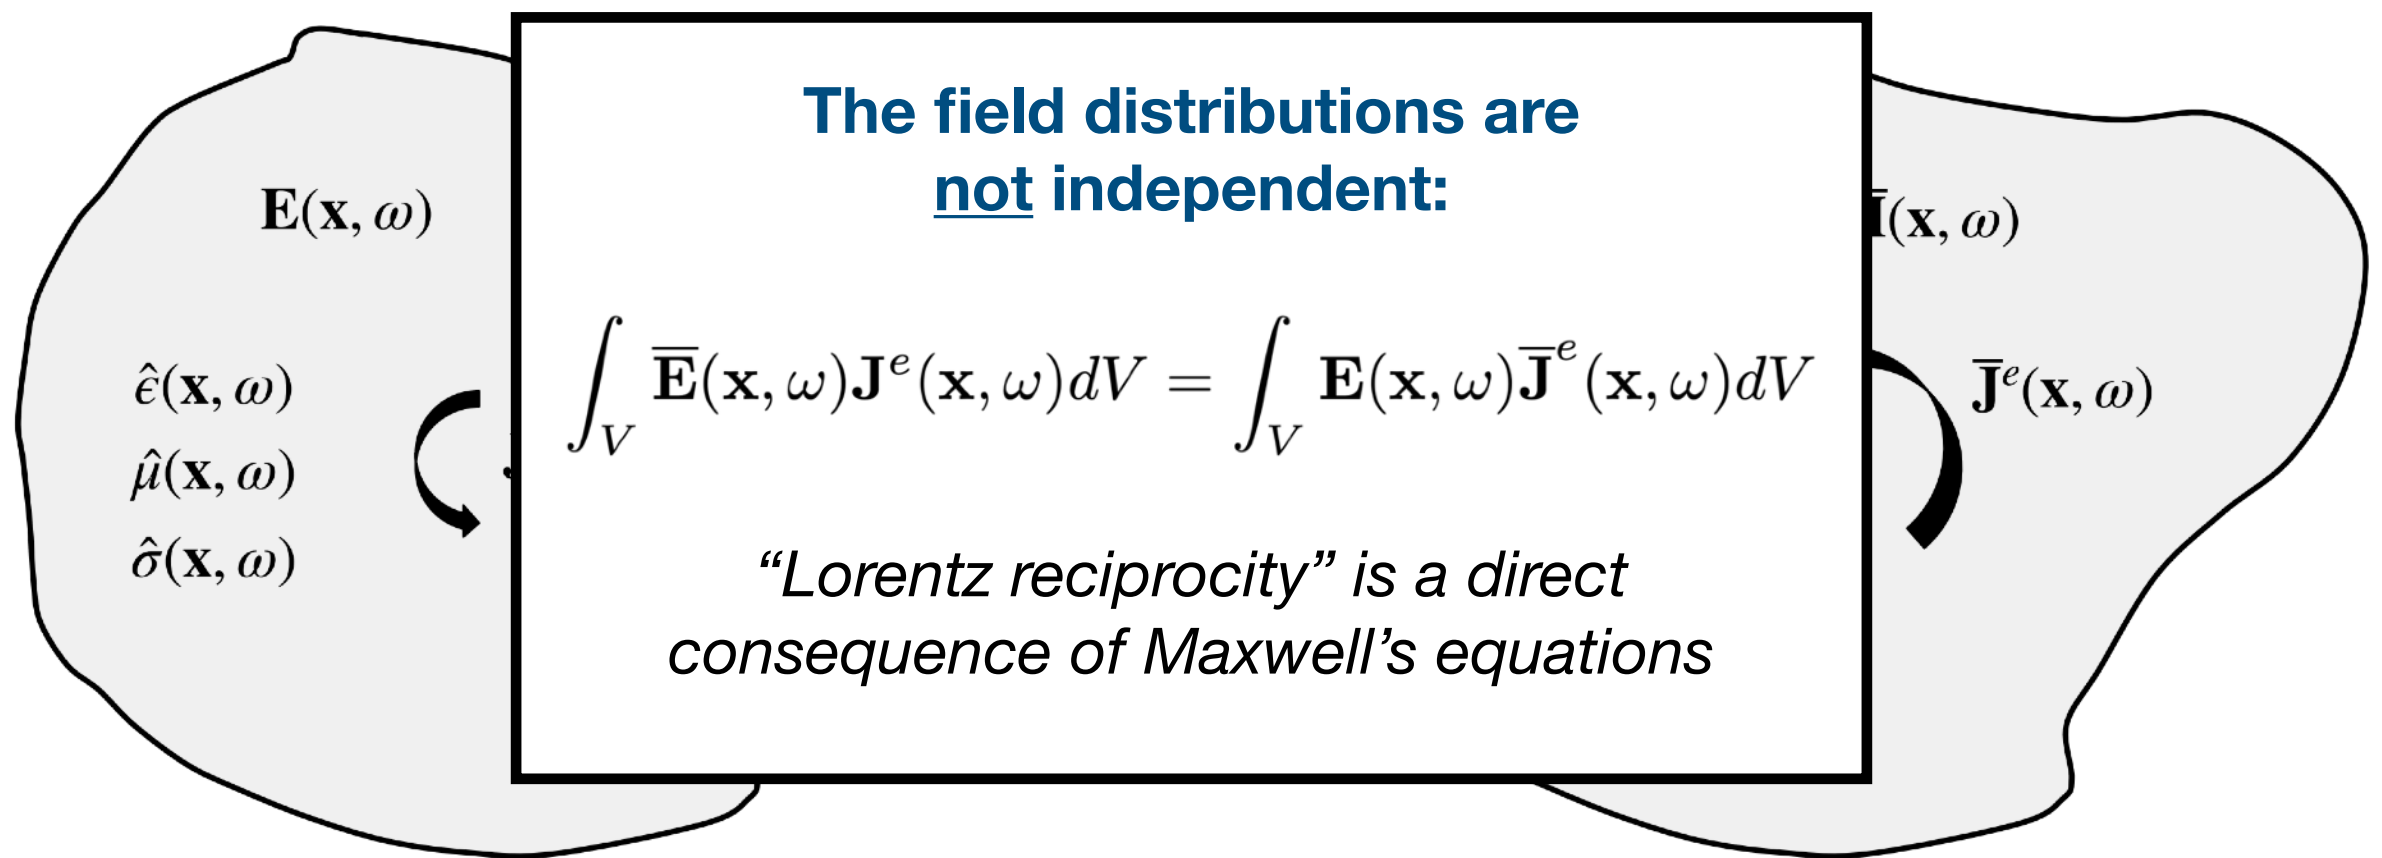 The field distributions are
not independent:
E(x, ω)
(x, ω)
∫_V E̅(x, ω)J^e(x, ω)dV = ∫_V E(x, ω)J̅^e(x, ω)dV
ϵ̂(x, ω)
J̅^e(x, ω)
μ̂(x, ω)
σ̂(x, ω)
“Lorentz reciprocity” is a direct
consequence of Maxwell’s equations